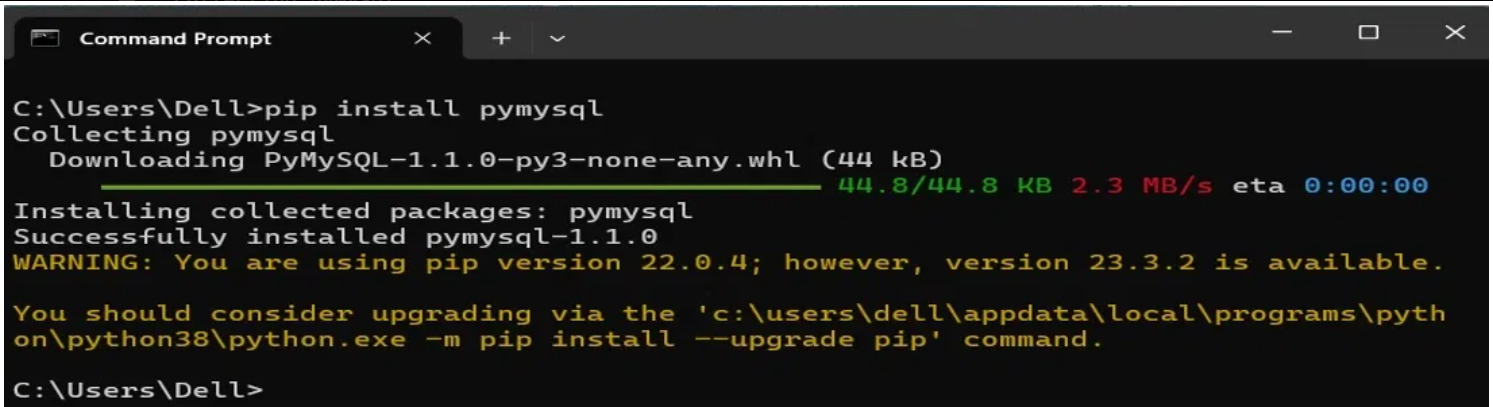 Command Prompt
C:\Users\Dell>pip install pymysql
Collecting pymysql
  Downloading PyMySQL-1.1.0-py3-none-any.whl (44 kB)
44.8/44.8 KB 2.3 MB/s eta 0:00:00
Installing collected packages: pymysql
Successfully installed pymysql-1.1.0
WARNING: You are using pip version 22.0.4; however, version 23.3.2 is available.
You should consider upgrading via the 'c:\users\dell\appdata\local\programs\pyth
on\python38\python.exe -m pip install --upgrade pip' command.
C:\Users\Dell>